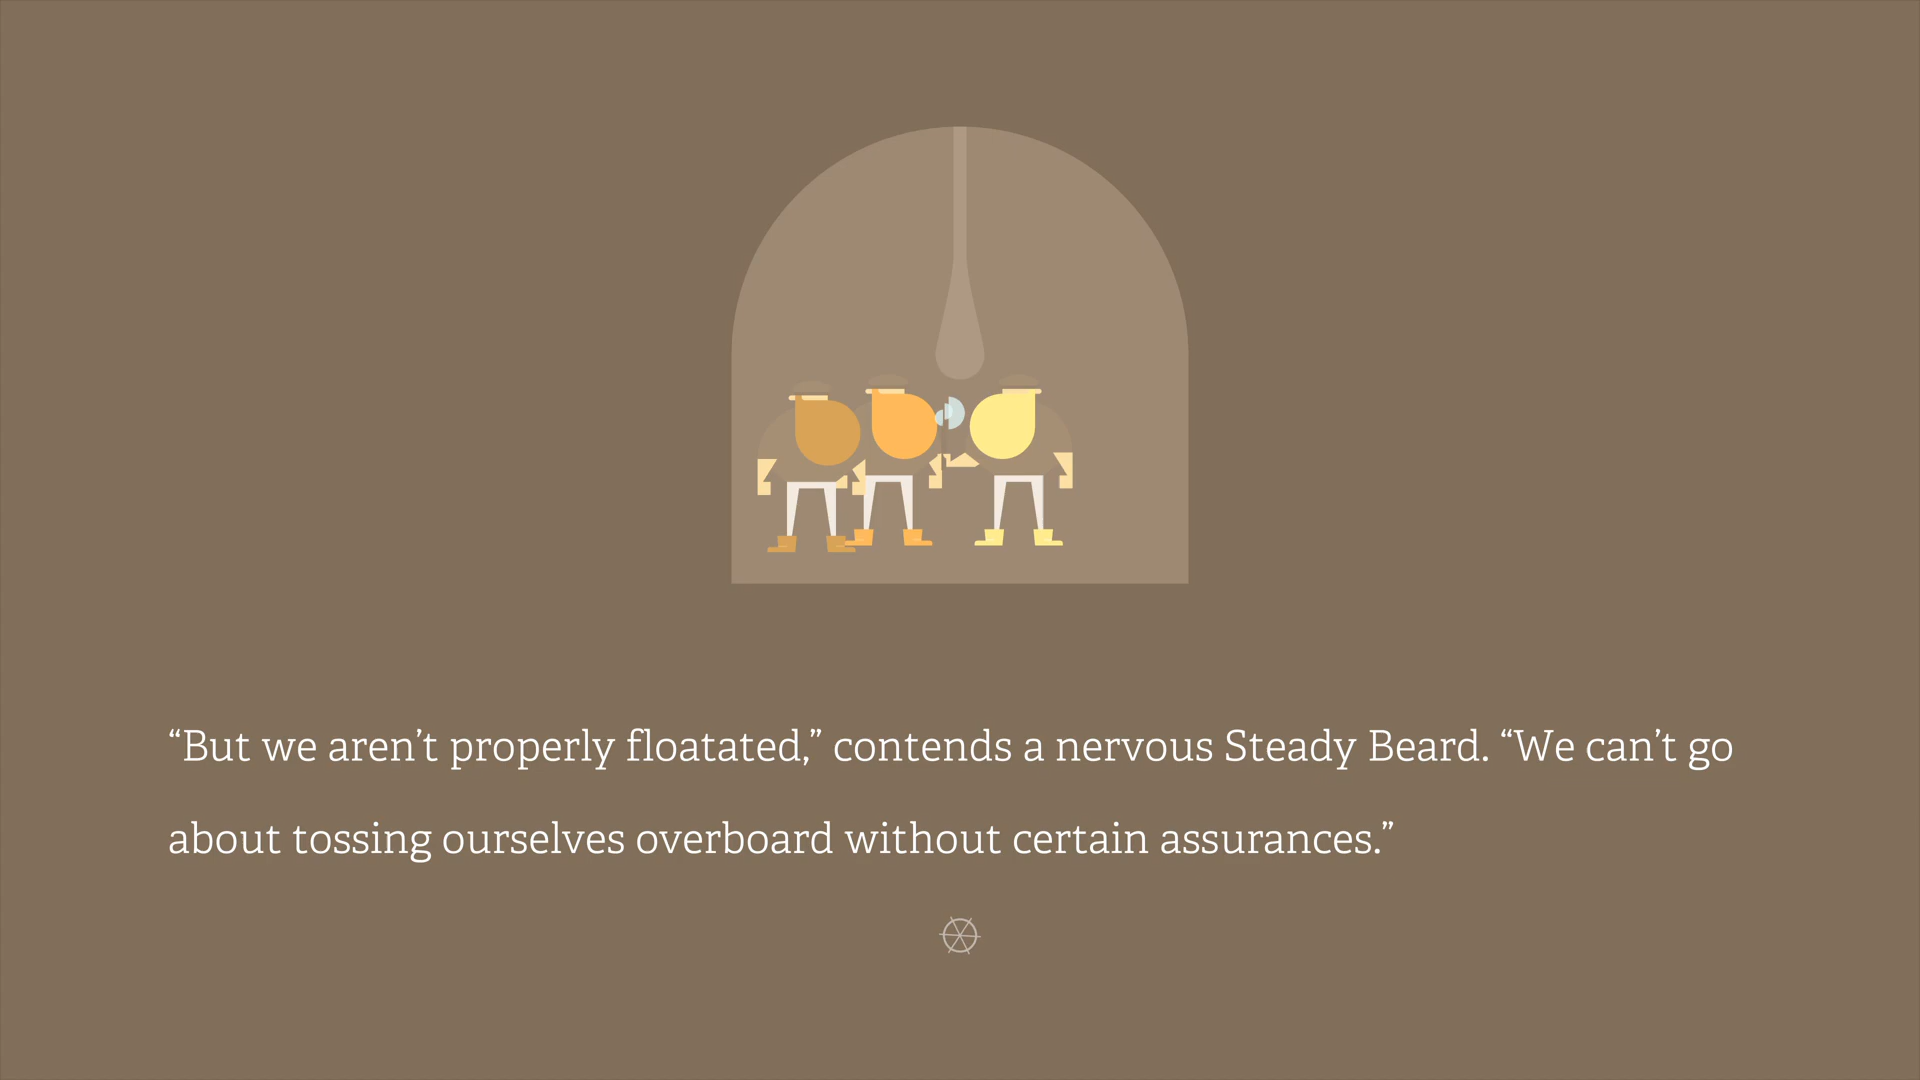 “But we aren’t properly floatated,” contends a nervous Steady Beard. “We can’t go
about tossing ourselves overboard without certain assurances.”